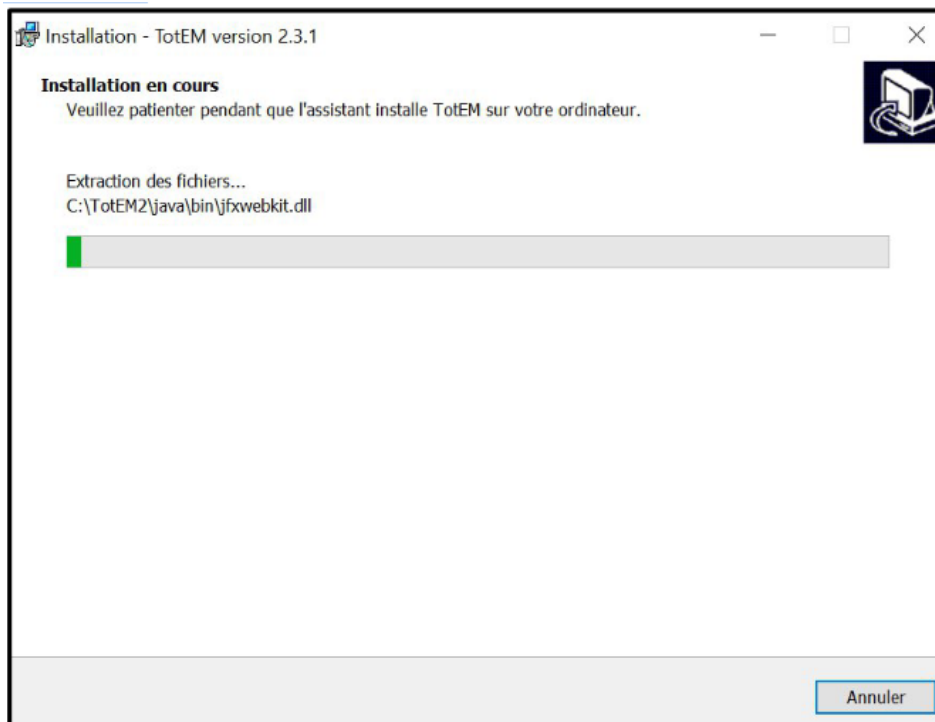 Installation - TotEM version 2.3.1
Installation en cours
Veuillez patienter pendant que l'assistant installe TotEM sur votre ordinateur.
Extraction des fichiers...
C:\TotEM2\java\bin\jfxwebkit.dll
Annuler